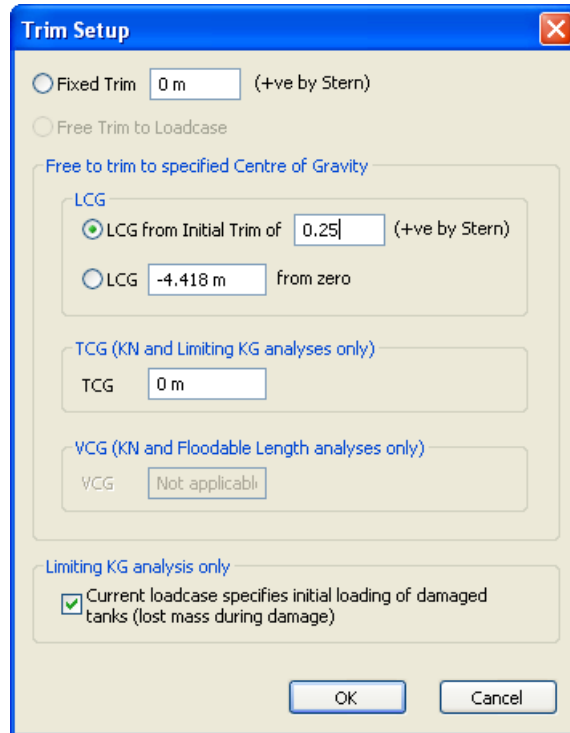 Trim Setup
Fixed Trim 0 m (+ve by Stern)
Free Trim to Loadcase
Free to trim to specified Centre of Gravity
LCG
LCG from Initial Trim of 0.25 (+ve by Stern)
LCG -4.418 m from zero
TCG (KN and Limiting KG analyses only)
TCG 0 m
VCG (KN and Floodable Length analyses only)
VCG Not applicabl
Limiting KG analysis only
Current loadcase specifies initial loading of damaged
tanks (lost mass during damage)
OK Cancel